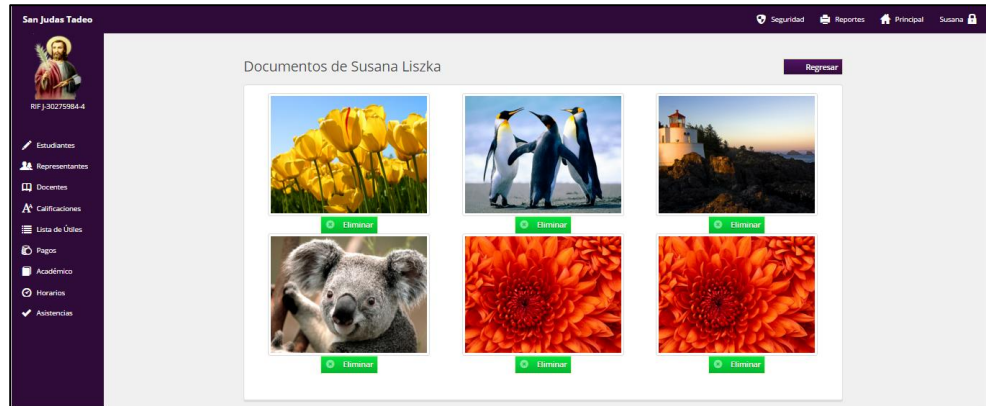 San Judas Tadeo
Seguridad
Reportes
Principal
Susana
RIF J-30275984-4
Estudiantes
Representantes
Docentes
Calificaciones
Lista de Útiles
Pagos
Académico
Horarios
Asistencias
Documentos de Susana Liszka
Regresar
Eliminar
Eliminar
Eliminar
Eliminar
Eliminar
Eliminar